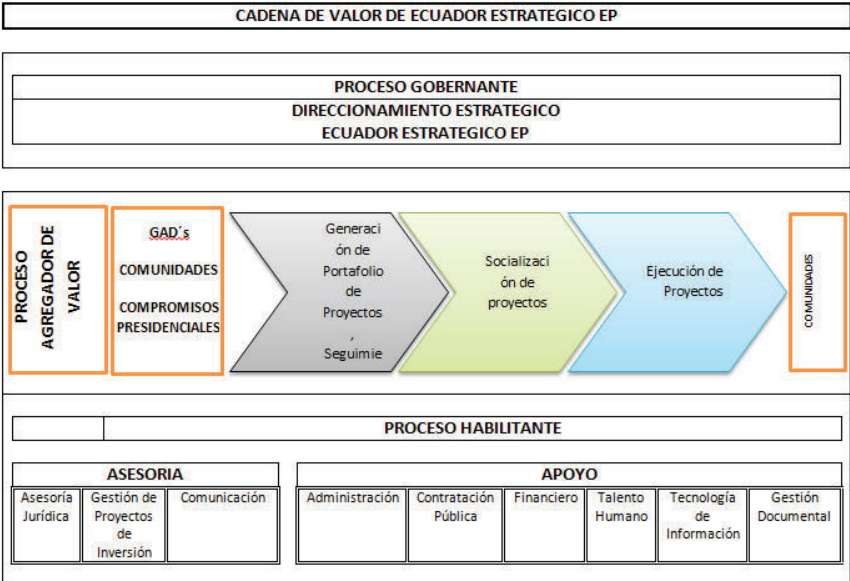 CADENA DE VALOR DE ECUADOR ESTRATEGICO EP
PROCESO GOBERNANTE
DIRECCIONAMIENTO ESTRATEGICO
ECUADOR ESTRATEGICO EP
PROCESO
AGREGADOR DE
VALOR
GAD´s
COMUNIDADES
COMPROMISOS
PRESIDENCIALES
Generaci
ón de
Portafolio
de
Proyectos
,
Seguimie
Socializaci
ón de
proyectos
Ejecución de
Proyectos
COMUNIDADES
PROCESO HABILITANTE
ASESORIA
Asesoría
Jurídica
Gestión de
Proyectos
de
Inversión
Comunicación
APOYO
Administración
Contratación
Pública
Financiero
Talento
Humano
Tecnología
de
Información
Gestión
Documental